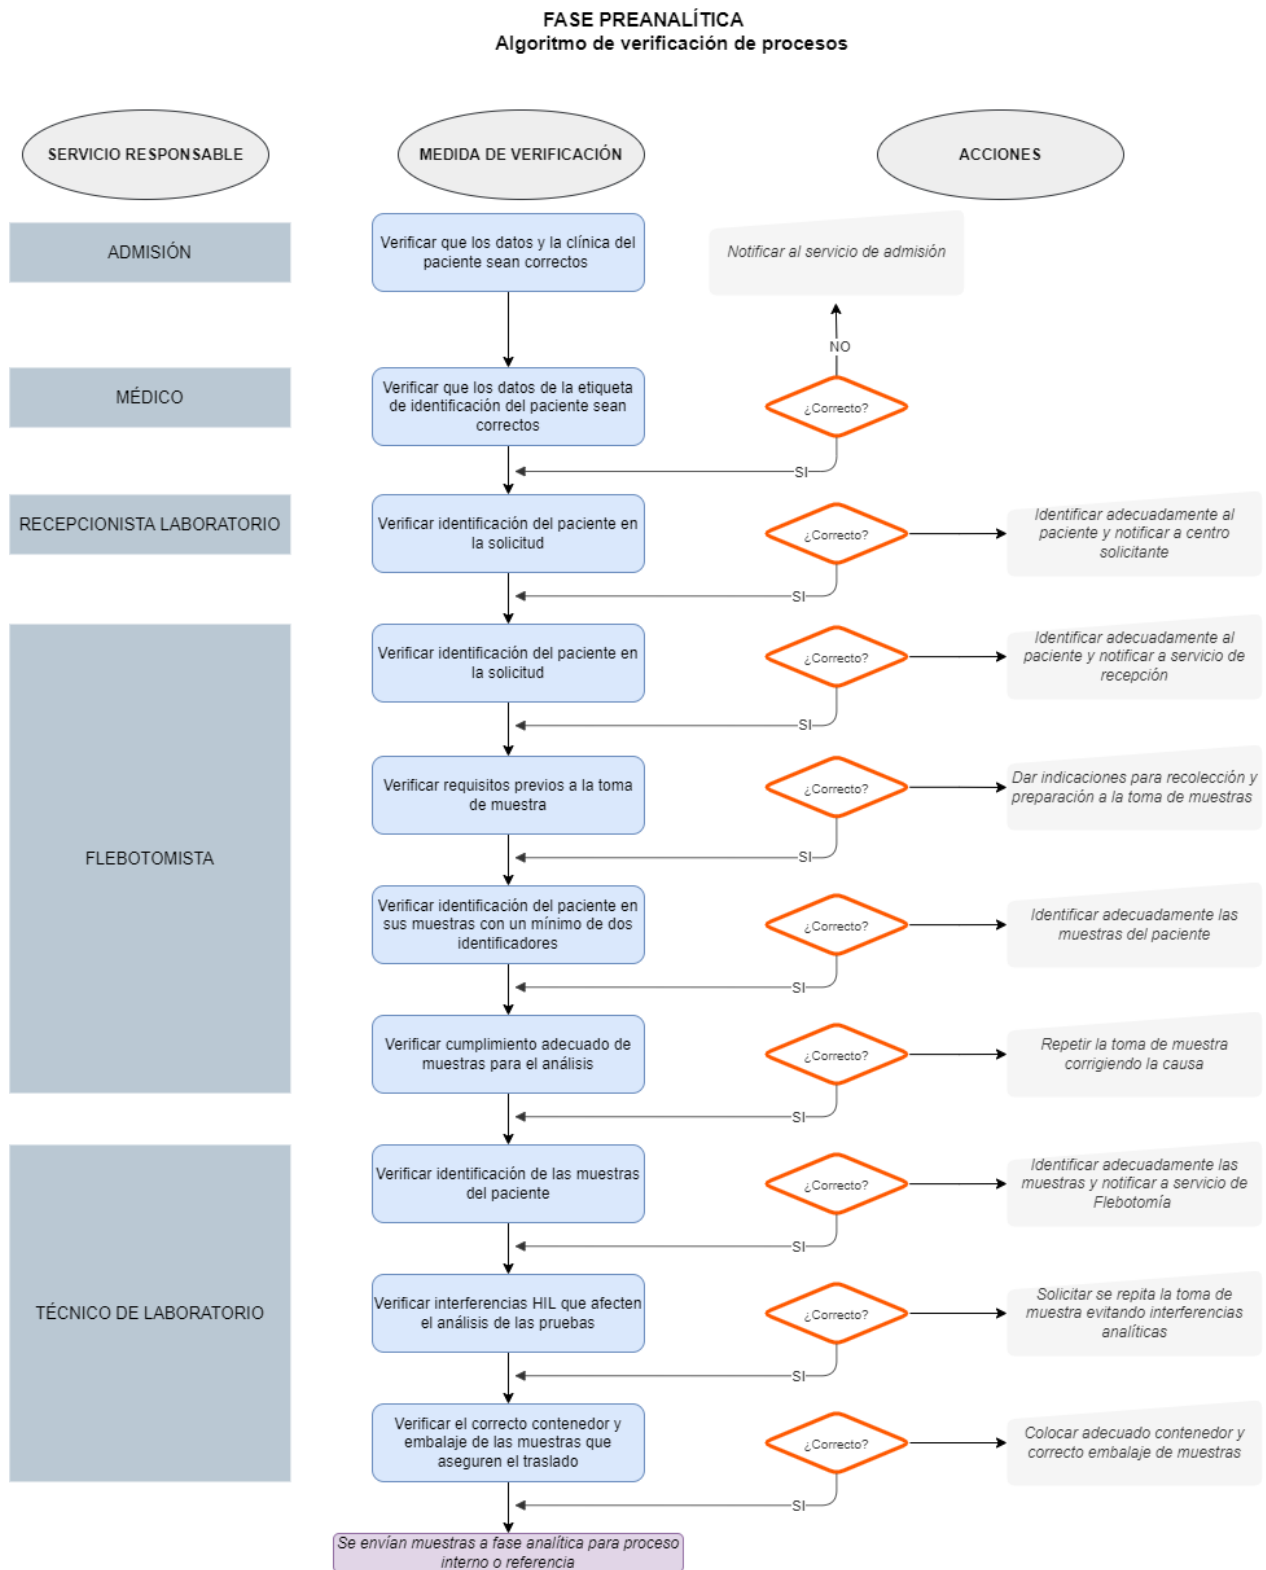 FASE PREANALÍTICA
Algoritmo de verificación de procesos
SERVICIO RESPONSABLE
MEDIDA DE VERIFICACIÓN
ACCIONES
ADMISIÓN
Verificar que los datos y la clínica del
paciente sean correctos
Notificar al servicio de admisión
NO
MÉDICO
Verificar que los datos de la etiqueta
de identificación del paciente sean
correctos
¿Correcto?
SI
RECEPCIONISTA LABORATORIO
Verificar identificación del paciente en
la solicitud
¿Correcto?
Identificar adecuadamente al
paciente y notificar a centro
solicitante
SI
FLEBOTOMISTA
Verificar identificación del paciente en
la solicitud
¿Correcto?
Identificar adecuadamente al
paciente y notificar a servicio de
recepción
SI
Verificar requisitos previos a la toma
de muestra
¿Correcto?
Dar indicaciones para recolección y
preparación a la toma de muestras
SI
Verificar identificación del paciente en
sus muestras con un mínimo de dos
identificadores
¿Correcto?
Identificar adecuadamente las
muestras del paciente
SI
Verificar cumplimiento adecuado de
muestras para el análisis
¿Correcto?
Repetir la toma de muestra
corrigiendo la causa
SI
TÉCNICO DE LABORATORIO
Verificar identificación de las muestras
del paciente
¿Correcto?
Identificar adecuadamente las
muestras y notificar a servicio de
Flebotomía
SI
Verificar interferencias HIL que afecten
el análisis de las pruebas
¿Correcto?
Solicitar se repita la toma de
muestra evitando interferencias
analíticas
SI
Verificar el correcto contenedor y
embalaje de las muestras que
aseguren el traslado
¿Correcto?
Colocar adecuado contenedor y
correcto embalaje de muestras
SI
Se envían muestras a fase analítica para proceso
interno o referencia